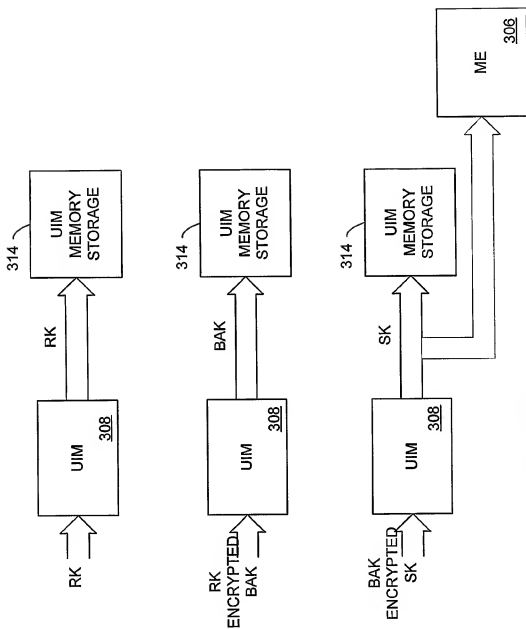 RK
UIM
308
RK
314
UIM
MEMORY
STORAGE
RK
ENCRYPTED
BAK
UIM
308
BAK
314
UIM
MEMORY
STORAGE
BAK
ENCRYPTED
SK
UIM
308
SK
314
UIM
MEMORY
STORAGE
ME
306